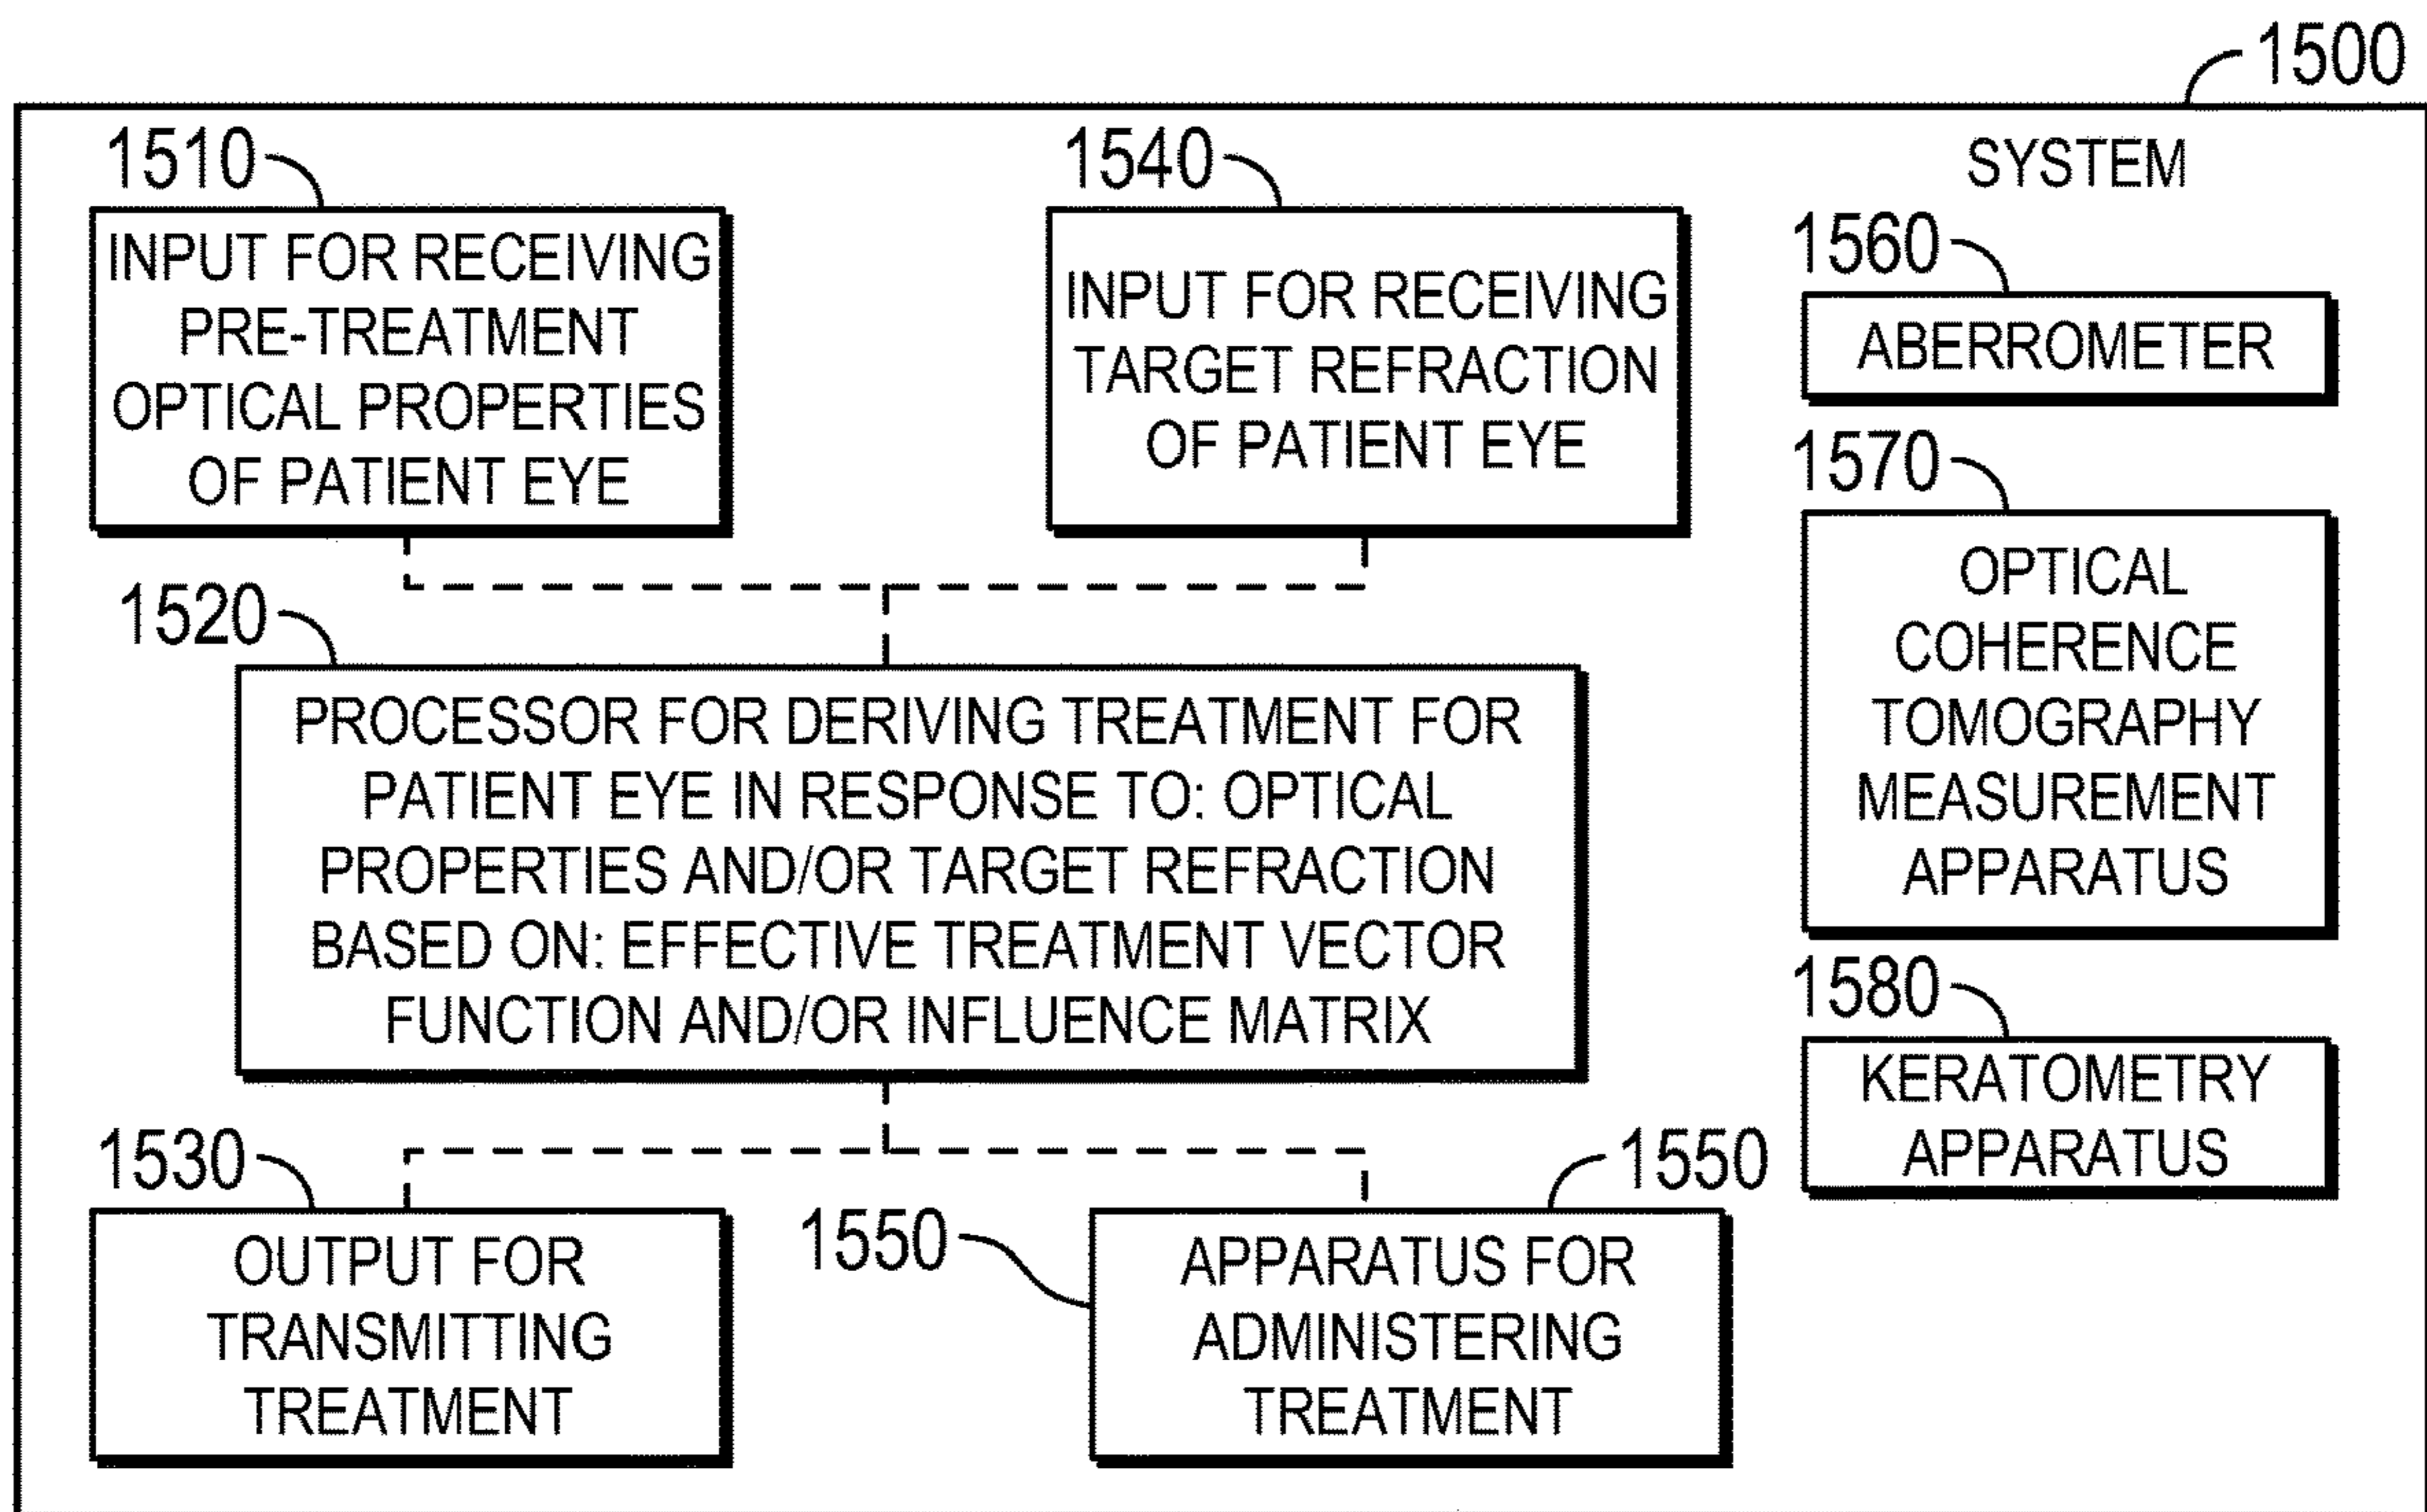 1500
SYSTEM
1510
INPUT FOR RECEIVING
PRE-TREATMENT
OPTICAL PROPERTIES
OF PATIENT EYE
1540
INPUT FOR RECEIVING
TARGET REFRACTION
OF PATIENT EYE
1560
ABERROMETER
1570
OPTICAL
COHERENCE
TOMOGRAPHY
MEASUREMENT
APPARATUS
1520
PROCESSOR FOR DERIVING TREATMENT FOR
PATIENT EYE IN RESPONSE TO: OPTICAL
PROPERTIES AND/OR TARGET REFRACTION
BASED ON: EFFECTIVE TREATMENT VECTOR
FUNCTION AND/OR INFLUENCE MATRIX
1580
KERATOMETRY
APPARATUS
1530
OUTPUT FOR
TRANSMITTING
TREATMENT
1550
1550
APPARATUS FOR
ADMINISTERING
TREATMENT